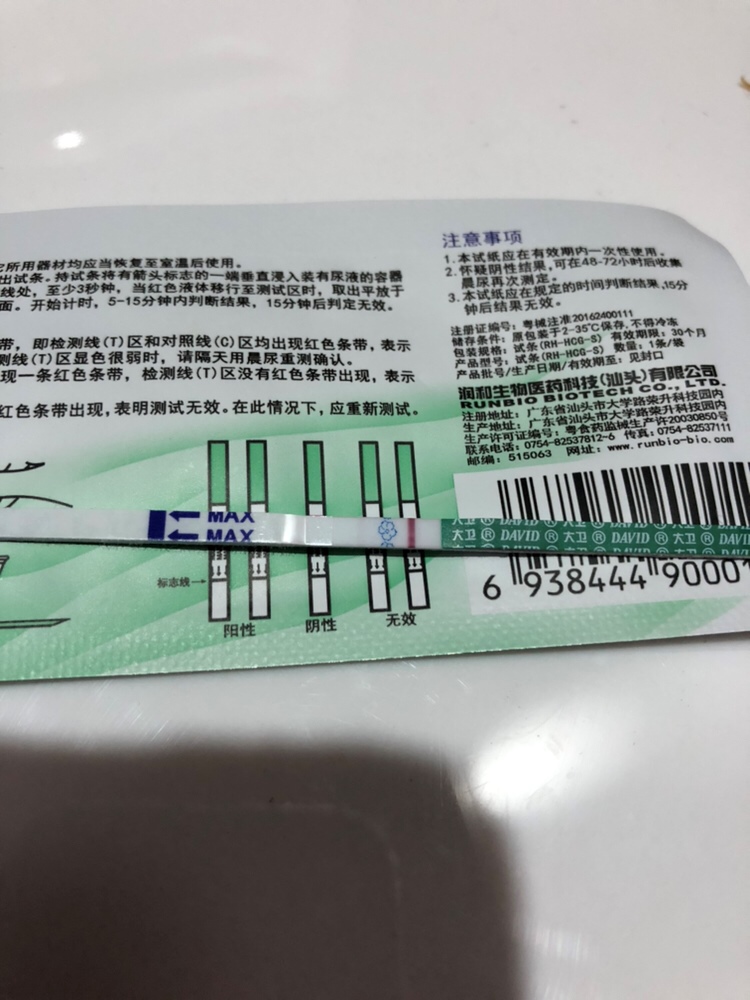 所用器材均应当恢复至室温后使用。
出试条。持试条将有箭头标志的一端垂直浸入装有尿液的容器
线处，至少3秒钟，当红色液体移行至测试区时，取出平放于
面。开始计时，5-15分钟内判断结果，15分钟后判定无效。
带，即检测线(T)区和对照线(C)区均出现红色条带，表示
测线(T)区显色很弱时，请隔天用晨尿重测确认。
现一条红色条带，检测线(T)区没有红色条带出现，表示
红色条带出现，表明测试无效。在此情况下，应重新测试。
注意事项
1.本试纸应在有效期内一次性使用。
2.怀疑阴性结果，可在48-72小时后收集
晨尿再次测定。
3.本试纸应在规定的时间判断结果,15分
钟后结果无效。
注册证编号：粤械注准20162400111
储存条件：原包装于2-35℃保存，不得冷冻
包装规格：试条(RH-HCG-S) 有效期限：30个月
产品型号：试条(RH-HCG-S) 数量：1条/袋
产品批号/生产日期/有效期至：见封口
润和生物医药科技(汕头)有限公司
RUNBIO BIOTECH CO., LTD.
注册地址：广东省汕头市大学路荣升科技园内
生产地址：广东省汕头市大学路荣升科技园内
生产许可证编号：粤食药监械生产许20030850号
联系电话：0754-82537812-6 传真：0754-82537111
邮编：515063 网址：www.runbio-bio.com
MAX
MAX
大卫 ® DAVID ® 大卫 ® DAVID ® 大卫 ® DAVID
大卫 ® DAVID ® 大卫 ® DAVID ® 大卫 ® DAVID
标志线
阳性 阴性 无效
6 938444 90001